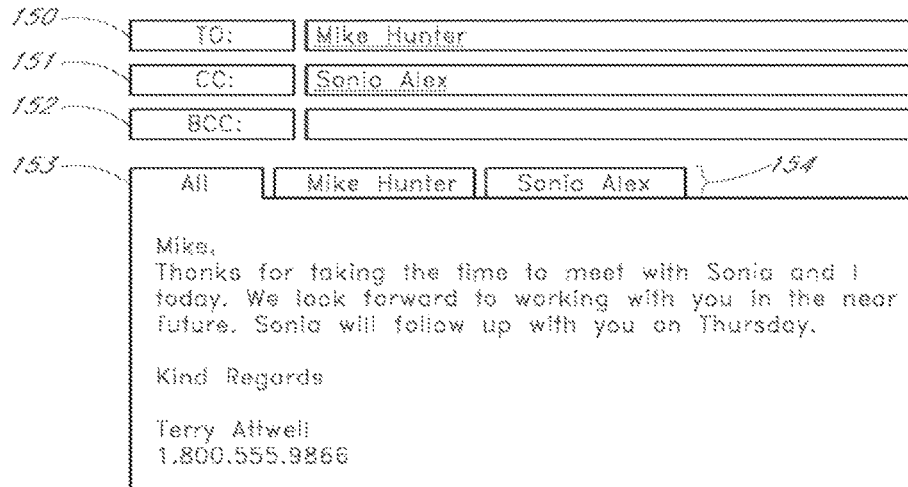 150
TO: Mike Hunter
151
CC: Sonia Alex
152
BCC:
153
All Mike Hunter Sonia Alex 154
Mike,
Thanks for taking the time to meet with Sonia and I
today. We look forward to working with you in the near
future. Sonia will follow up with you on Thursday.
Kind Regards
Terry Attwell
1.800.555.9866